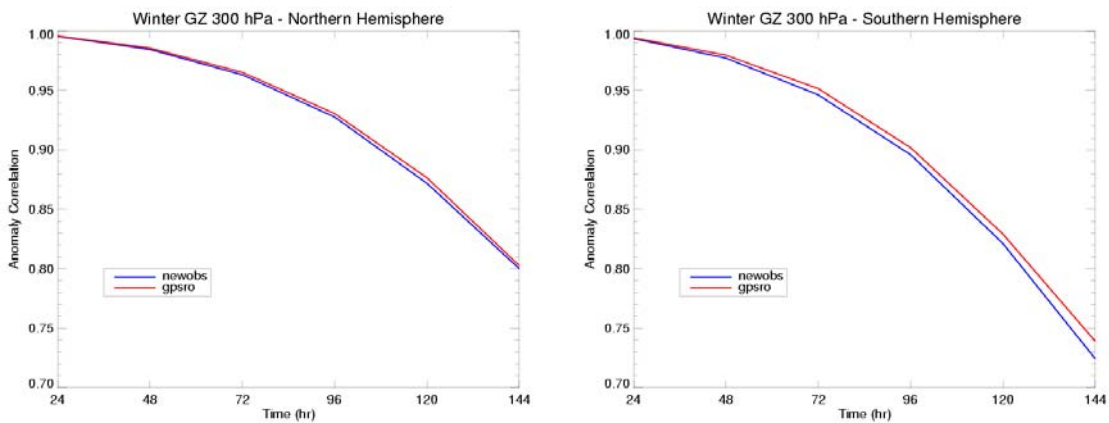 Winter GZ 300 hPa - Northern Hemisphere
1.00
0.95
0.90
0.85
0.80
0.75
0.70
Anomaly Correlation
newobs
gpsro
24 48 72 96 120 144
Time (hr)
Winter GZ 300 hPa - Southern Hemisphere
1.00
0.95
0.90
0.85
0.80
0.75
0.70
Anomaly Correlation
newobs
gpsro
24 48 72 96 120 144
Time (hr)